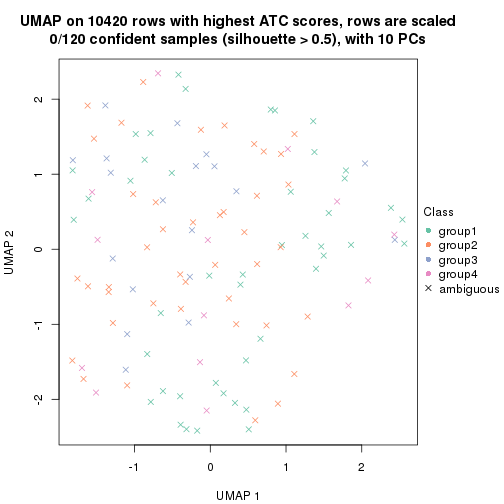 UMAP on 10420 rows with highest ATC scores, rows are scaled
0/120 confident samples (silhouette > 0.5), with 10 PCs
2
1
0
-1
-2
UMAP 2
-1
0
1
2
UMAP 1
Class
group1
group2
group3
group4
ambiguous